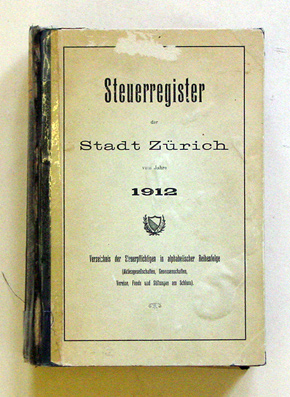 Steuerregister
der
Stadt Zürich
vom Jahre
1912
Verzeichnis der Steuerpflichtigen in alphabetischer Reihenfolge
(Aktiengesellschaften, Genossenschaften,
Vereine, Fonds und Stiftungen am Schluss).